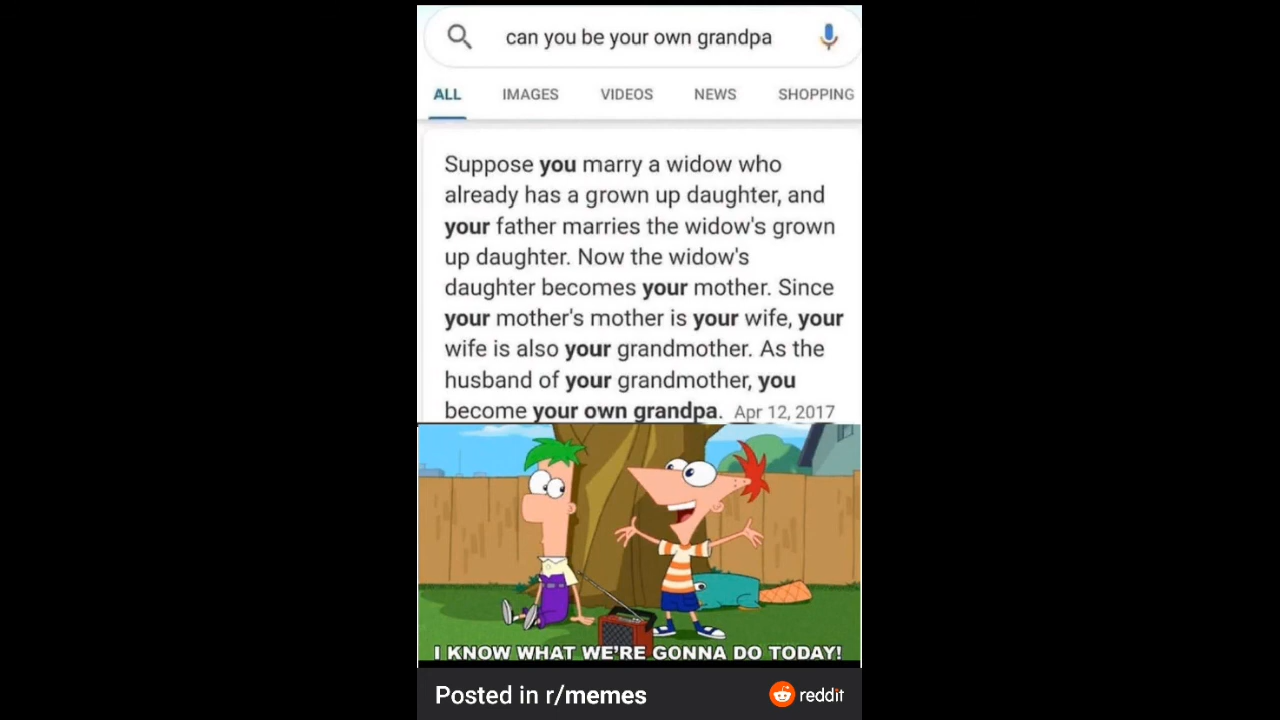 can you be your own grandpa
ALL IMAGES VIDEOS NEWS SHOPPING
Suppose you marry a widow who
already has a grown up daughter, and
your father marries the widow's grown
up daughter. Now the widow's
daughter becomes your mother. Since
your mother's mother is your wife, your
wife is also your grandmother. As the
husband of your grandmother, you
become your own grandpa. Apr 12, 2017
I KNOW WHAT WE'RE GONNA DO TODAY!
Posted in r/memes reddit